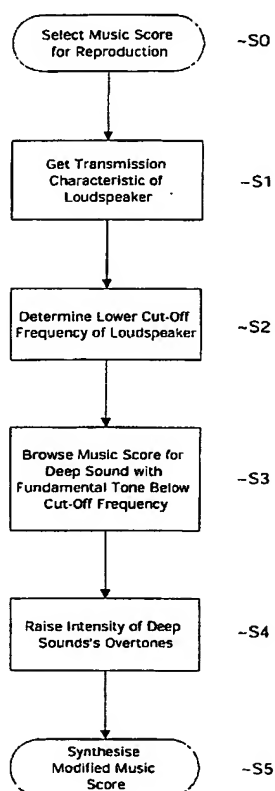 Select Music Score
for Reproduction
~S0
Get Transmission
Characteristic of
Loudspeaker
~S1
Determine Lower Cut-Off
Frequency of Loudspeaker
~S2
Browse Music Score for
Deep Sound with
Fundamental Tone Below
Cut-Off Frequency
~S3
Raise Intensity of Deep
Sounds's Overtones
~S4
Synthesise
Modified Music
Score
~S5